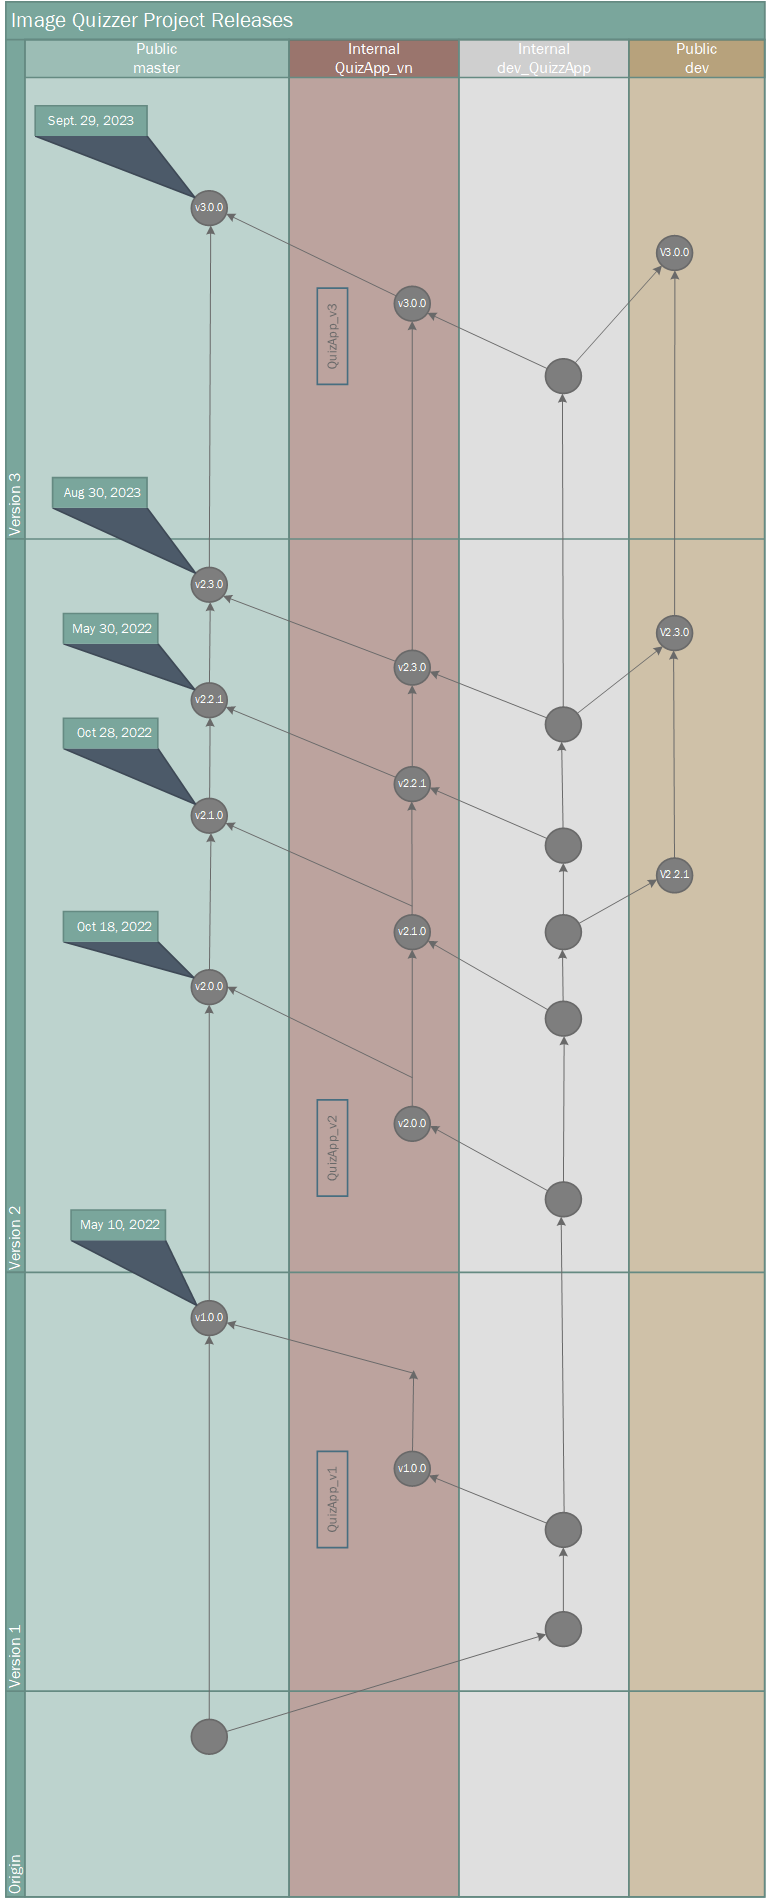 Image Quizzer Project Releases
Public
master
Internal
QuizApp_vn
Internal
dev_QuizzApp
Public
dev
Version 3
Sept. 29, 2023
v3.0.0
V3.0.0
v3.0.0
QuizApp_v3
Aug 30, 2023
Version 2
v2.3.0
May 30, 2022
V2.3.0
v2.3.0
v2.2.1
Oct 28, 2022
v2.2.1
v2.1.0
V2.2.1
Oct 18, 2022
v2.1.0
v2.0.0
v2.0.0
QuizApp_v2
May 10, 2022
Version 1
v1.0.0
v1.0.0
QuizApp_v1
Origin